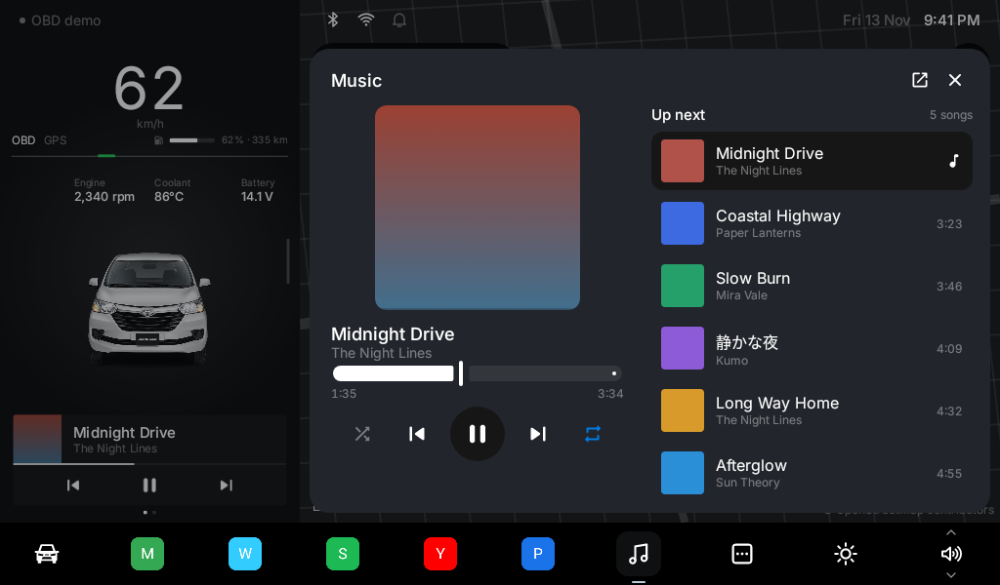 OBD demo
Fri 13 Nov 9:41 PM
62
km/h
OBD GPS 62% · 335 km
Engine Coolant Battery
2,340 rpm 86°C 14.1 V
Midnight Drive
The Night Lines
Music
Midnight Drive
The Night Lines
1:35 3:34
Up next 5 songs
Midnight Drive
The Night Lines
Coastal Highway
Paper Lanterns
3:23
Slow Burn
Mira Vale
3:46
静かな夜
Kumo
4:09
Long Way Home
The Night Lines
4:32
Afterglow
Sun Theory
4:55
M W S Y P